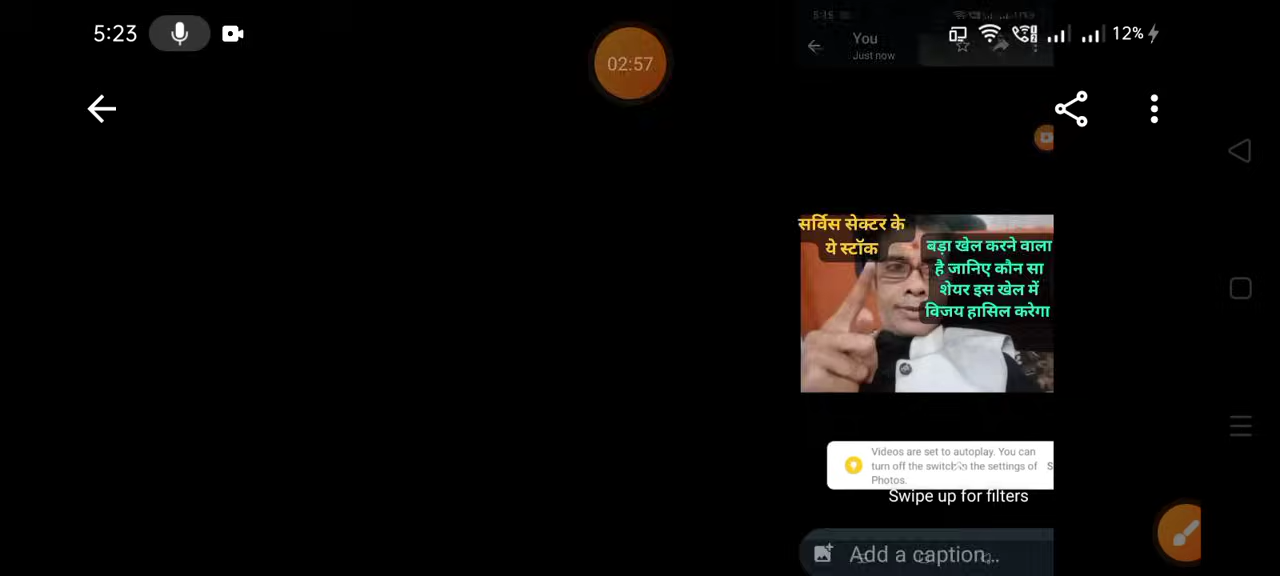 5:23
02:57
12%
5:15
You
Just now
सर्विस सेक्टर के
ये स्टॉक
बड़ा खेल करने वाला
है जानिए कौन सा
शेयर इस खेल में
विजय हासिल करेगा
Videos are set to autoplay. You can
turn off the switch in the settings of
Photos.
S
Swipe up for filters
Add a caption...